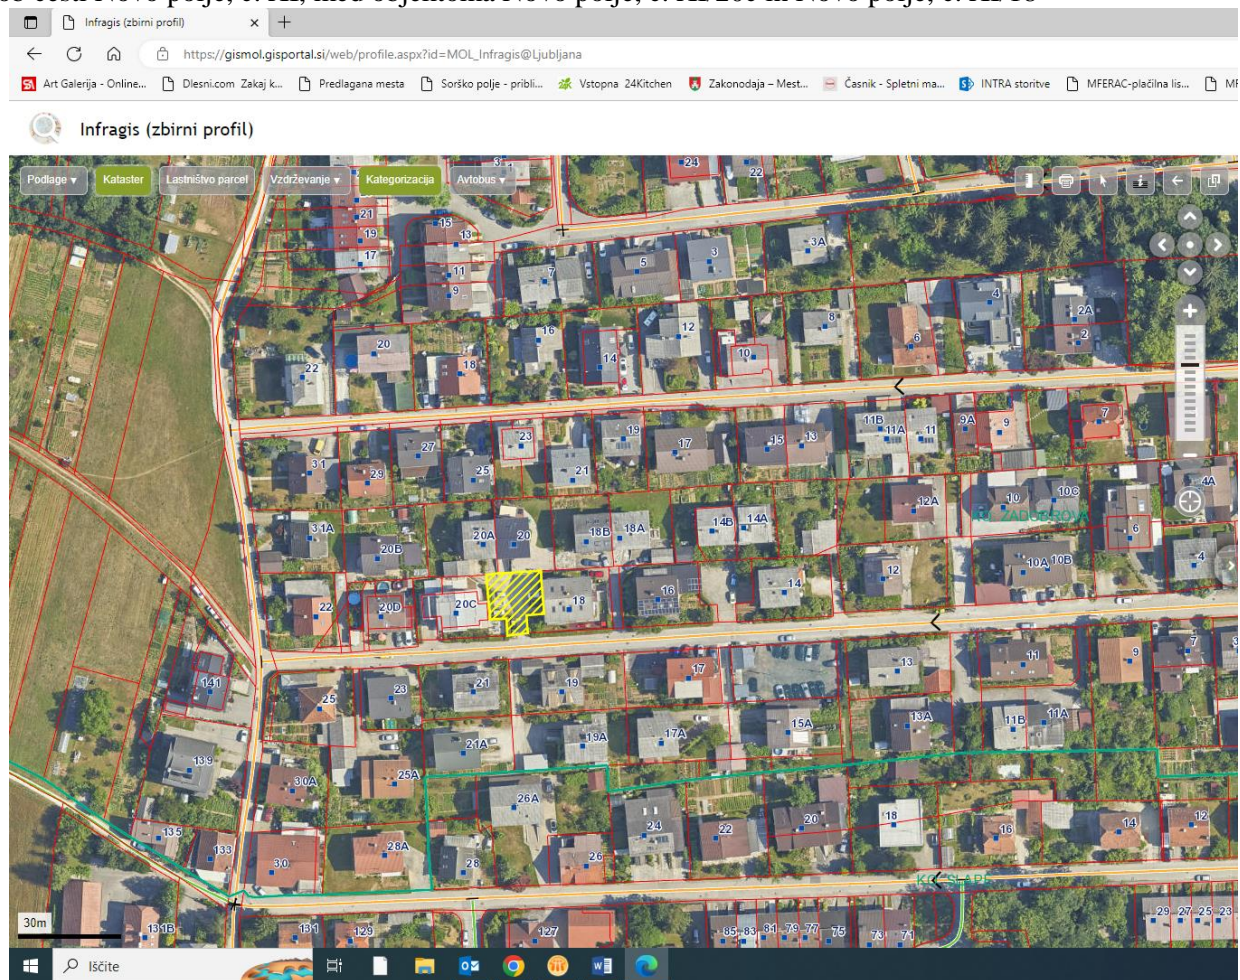 ob cesti Novo polje, c. XI, med objektoma Novo polje, c. XI/20c in Novo polje, c. XI/18
Infragis (zbirni profil)
https://gismol.gisportal.si/web/profile.aspx?id=MOL_Infragis@Ljubljana
Art Galerija - Online... Dlesni.com Zakaj k... Predlagana mesta Sorško polje - pribli... Vstopna 24Kitchen Zakonodaja – Mest... Časnik - Spletni ma... INTRA storitve MFERAC-plačilna lis...
Infragis (zbirni profil)
24
22
Podlage Kataster Lastništvo parcel Vzdrževanje Kategorizacija Avtobus
21 15
19 13 3 3A
17 11 7 5
9 4
16 12 8 2A
20 14 10 6 2
22 18
7
23 19 17 15 13 11B 11A 11 9A 9
31 29 27 25 21
12A 10 10C 4A
31A 20B 20A 20 18B 18A 14B 14A ZADOBROVA 6
22 20D 20C 18 16 14 12 10A 10B 4
141 25 23 21 19 17 13 11 9 7
21A 19A 17A 15A 13A 11B 11A
139 30A 25A 26A
135 133 30 28A 28 26 24 22 20 18 16 14 12
30m
131B 131 129 127 85 83 81 79 77 75 73 71 29 27 25 23
Iščite